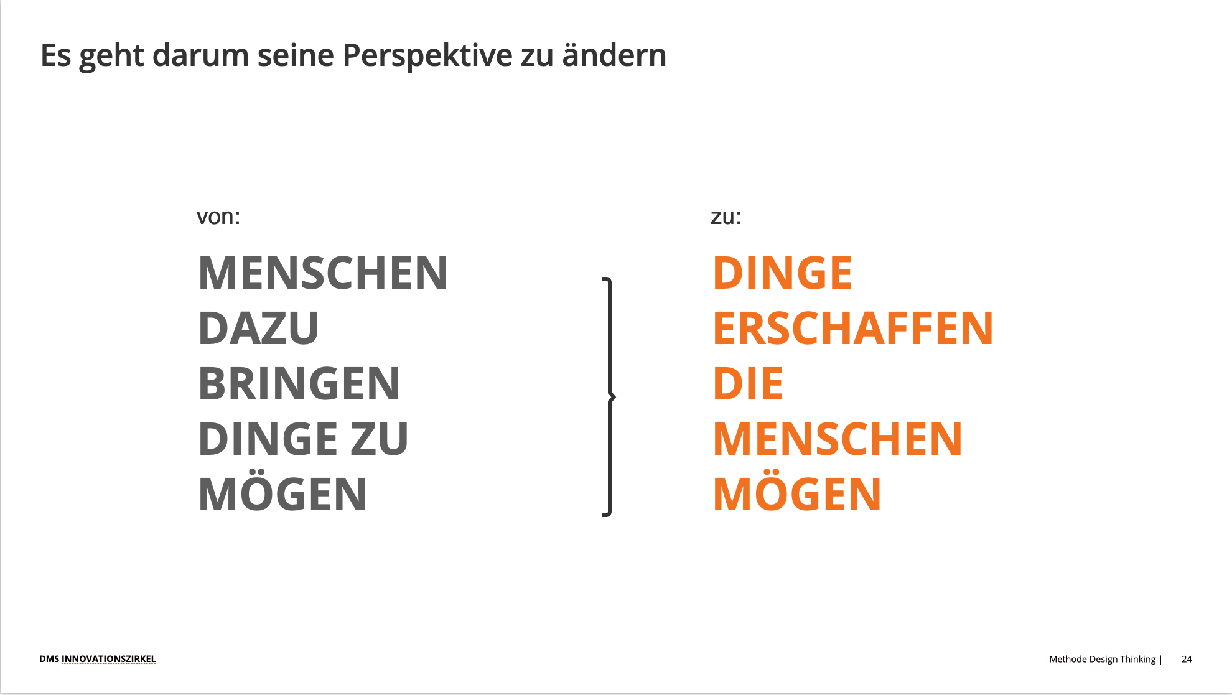 Es geht darum seine Perspektive zu ändern
von:
MENSCHEN
DAZU
BRINGEN
DINGE ZU
MÖGEN
zu:
DINGE
ERSCHAFFEN
DIE
MENSCHEN
MÖGEN
DMS INNOVATIONSZIRKEL
Methode Design Thinking | 24